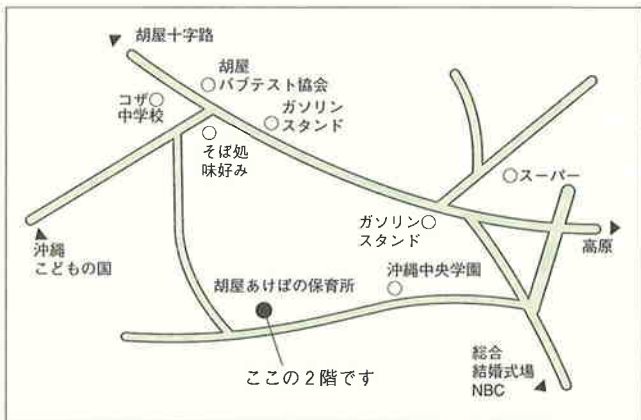 胡屋十字路
胡屋
バブテスト協会
コザ
中学校
ガソリン
スタンド
そば処
味好み
スーパー
ガソリン
スタンド
高原
沖縄
こどもの国
胡屋あけぼの保育所
沖縄中央学園
ここの2階です
総合
結婚式場
NBC